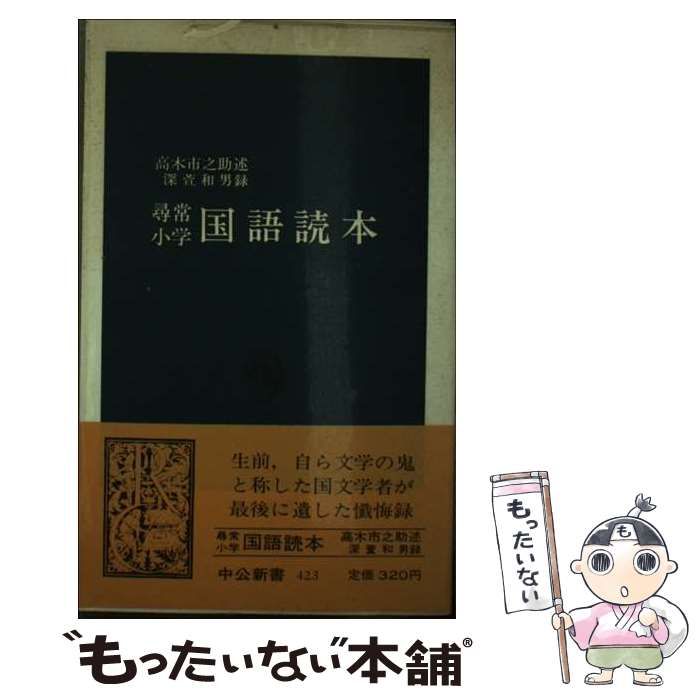 高木市之助述
深萱和男録
尋常
小学 国語読本
生前，自ら文学の鬼
と称した国文学者が
最後に遺した懺悔録
尋常
小学 国語読本 高木市之助述
深萱和男録
中公新書 423 定価 320円
もったいない
“もったいない”本舗®